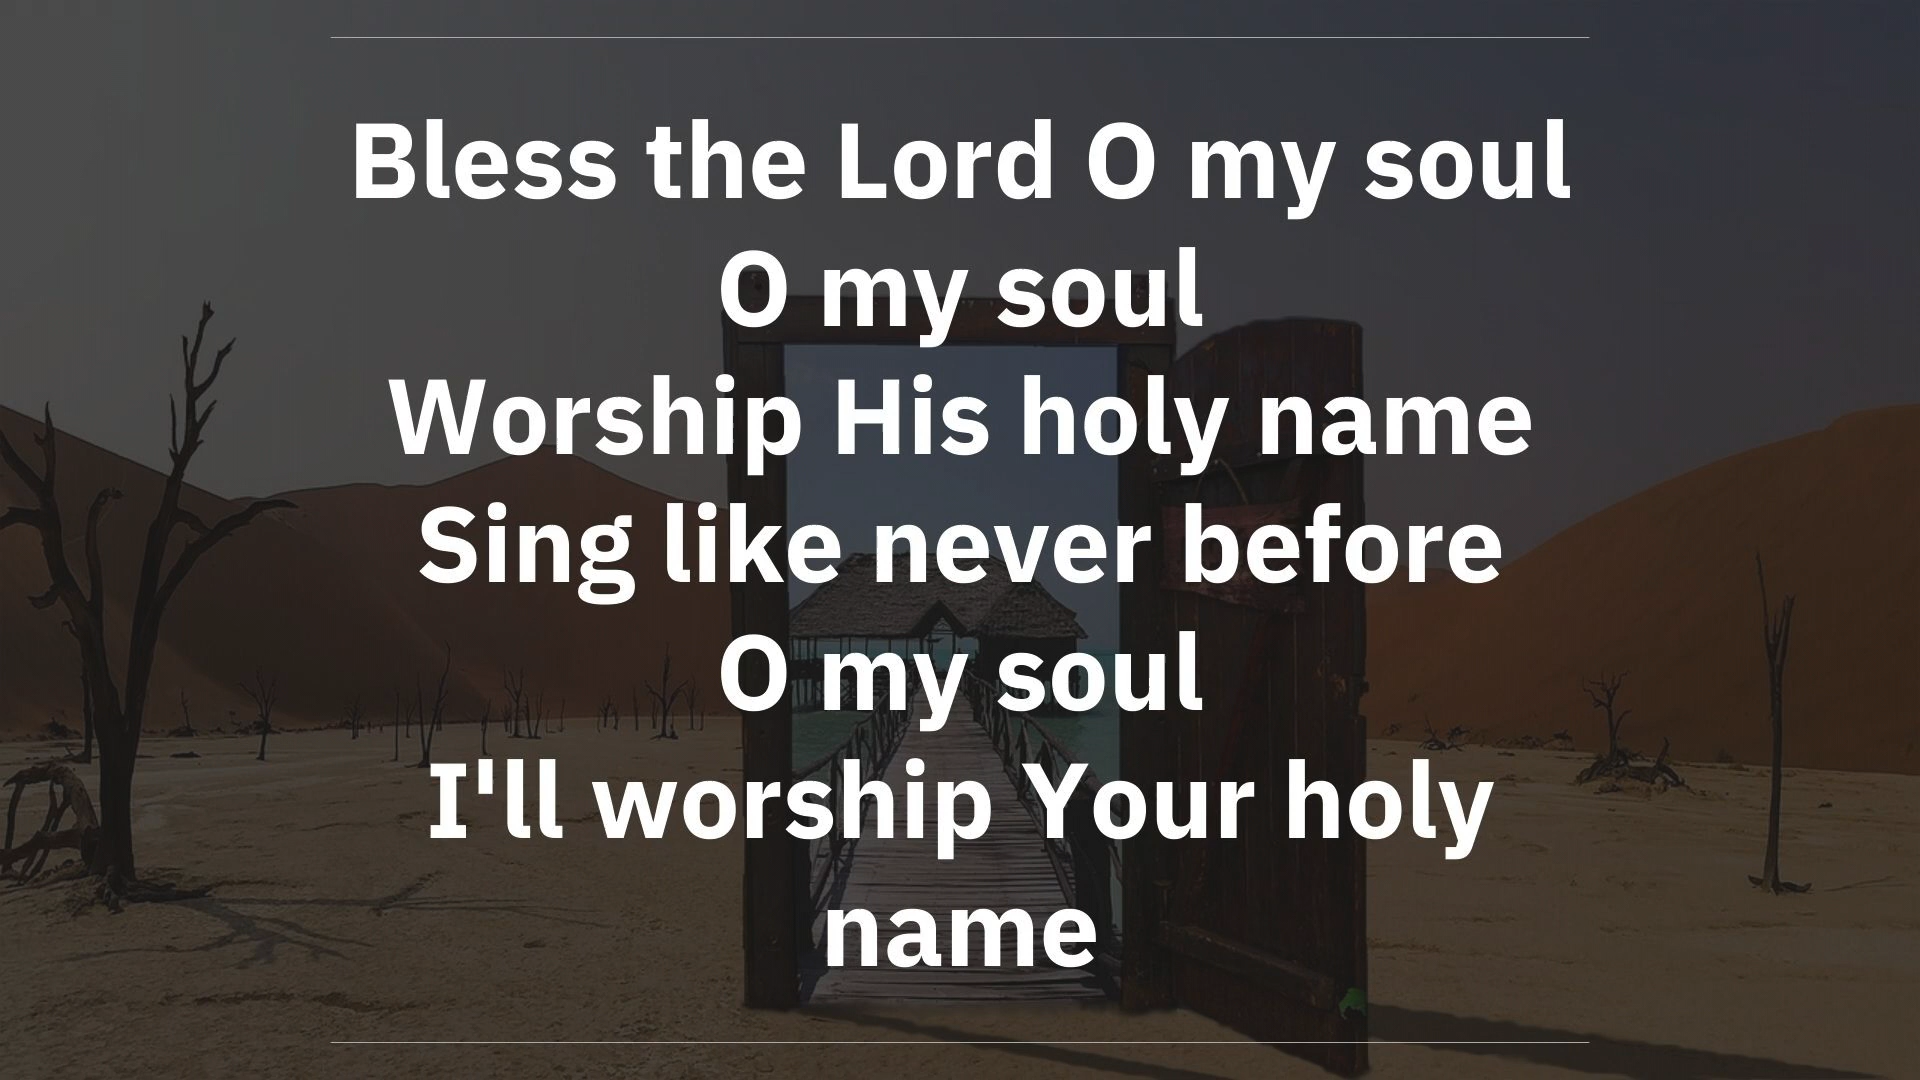 Bless the Lord O my soul
O my soul
Worship His holy name
Sing like never before
O my soul
I'll worship Your holy
name